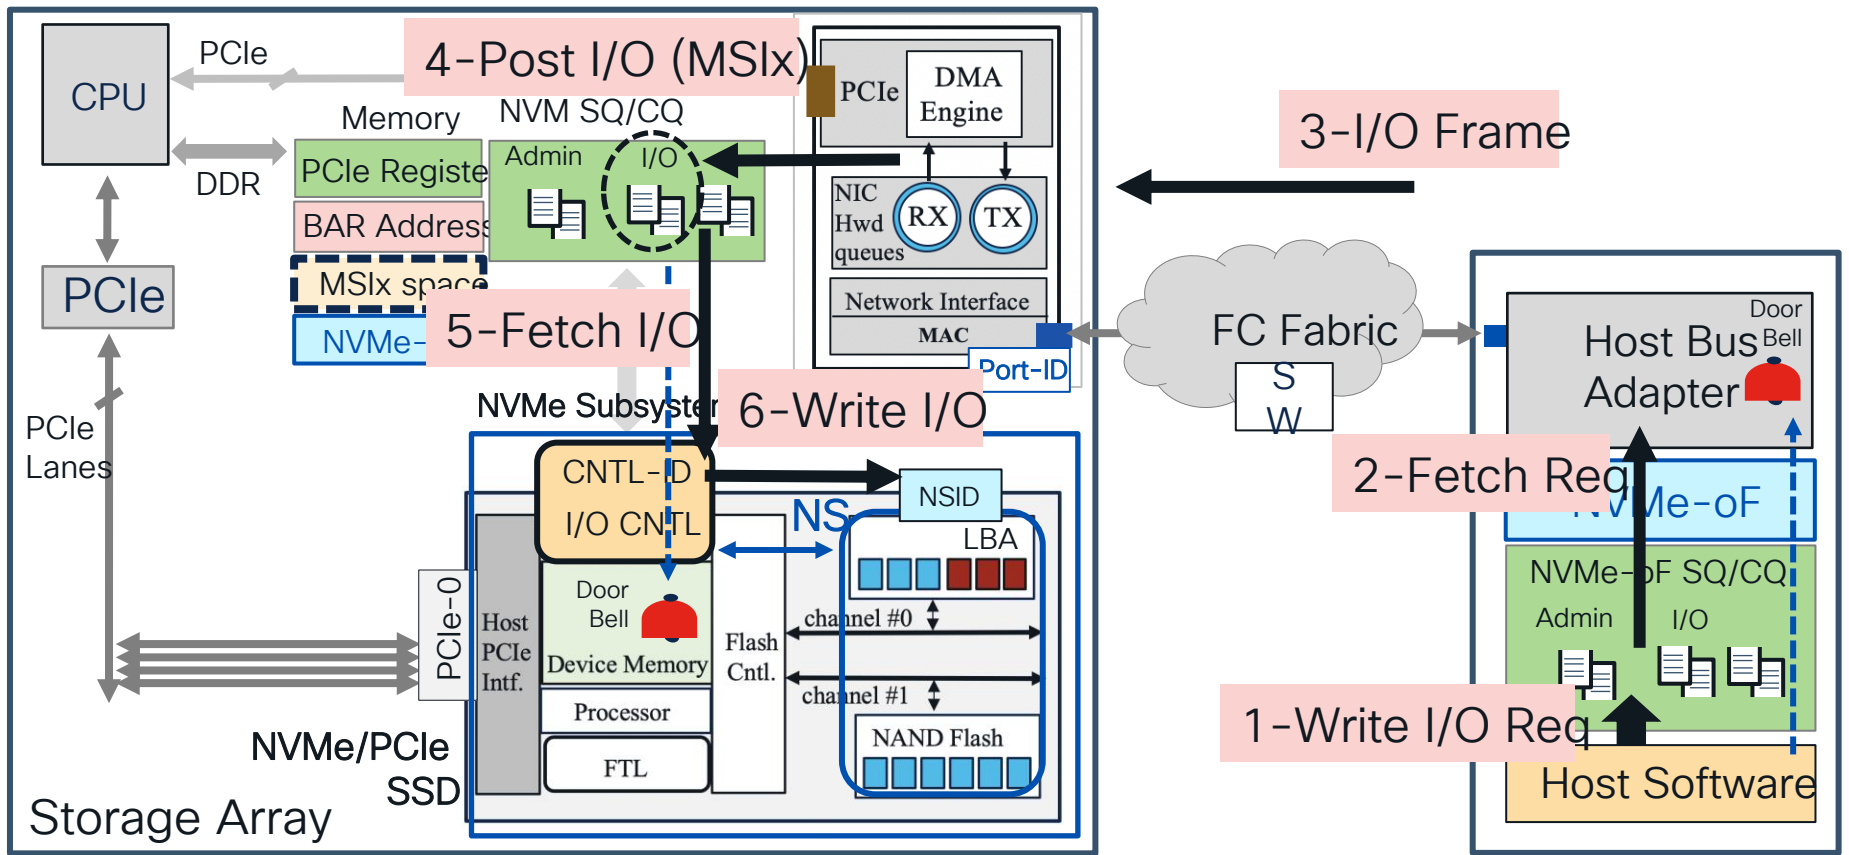 CPU
PCIe
4-Post I/O (MSIx)
PCIe
DMA
Engine
3-I/O Frame
Memory
NVM SQ/CQ
DDR
PCIe Registe
Admin
I/O
BAR Address
MSIx space
NVMe-
NIC
Hwd
queues
RX
TX
Network Interface
MAC
Port-ID
PCIe
5-Fetch I/O
6-Write I/O
NVMe Subsyster
FC Fabric
S
W
Door
Bell
Host Bus
Adapter
2-Fetch Req
NVMe-oF
NVMe-oF SQ/CQ
Admin
I/O
1-Write I/O Req
Host Software
PCIe
Lanes
CNTL-ID
I/O CNTL
NSID
NS
LBA
PCIe-0
Host
PCIe
Intf.
Door
Bell
Device Memory
Processor
FTL
Flash
Cntl.
channel #0
channel #1
NAND Flash
NVMe/PCIe
SSD
Storage Array